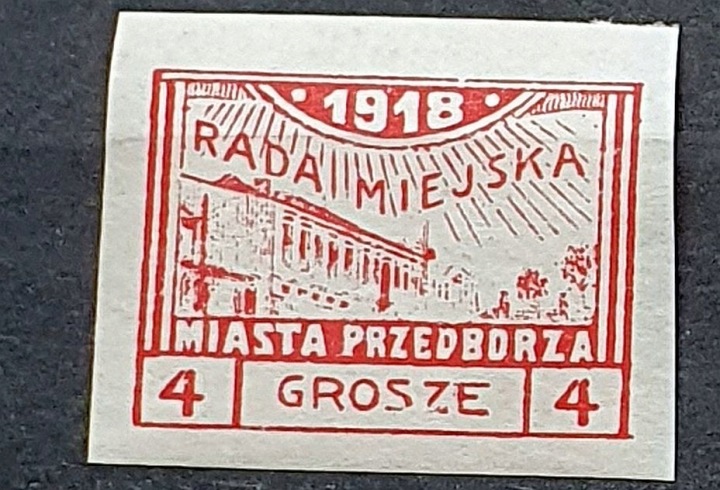 1918
RADA MIEJSKA
MIASTA PRZEDBORZA
4 GROSZE 4